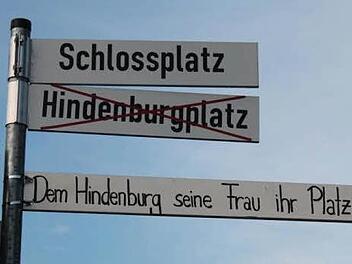 Schlossplatz
Hindenburgplatz
Dem Hindenburg seine Frau ihr Platz